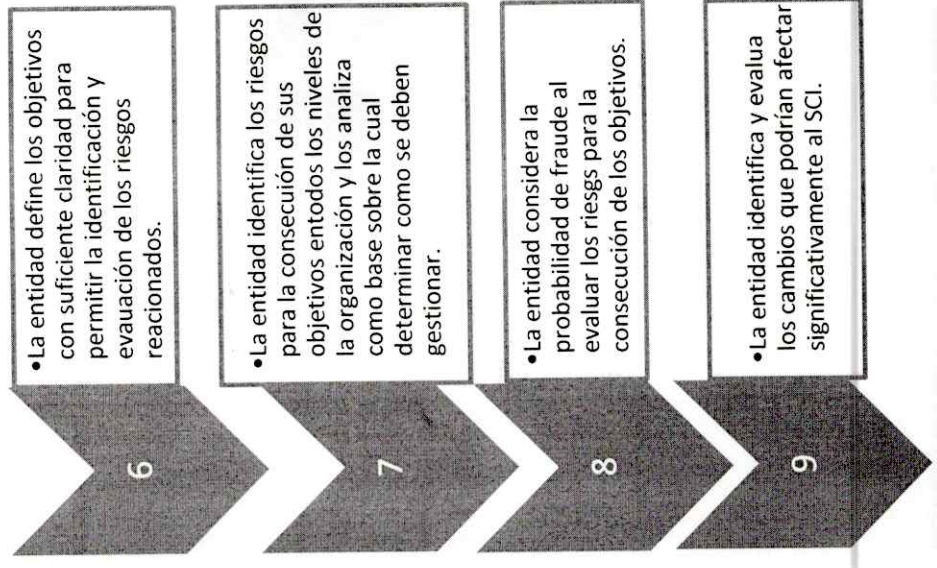 6
•La entidad define los objetivos
con suficiente claridad para
permitir la identificación y
evauación de los riesgos
reacionados.
7
•La entidad identifica los riesgos
para la consecuión de sus
objetivos entodos los niveles de
la organización y los analiza
como base sobre la cual
determinar como se deben
gestionar.
8
•La entidad considera la
probabilidad de fraude al
evaluar los riesgs para la
consecución de los objetivos.
9
•La entidad identifica y evalua
los cambios que podrían afectar
significativamente al SCI.